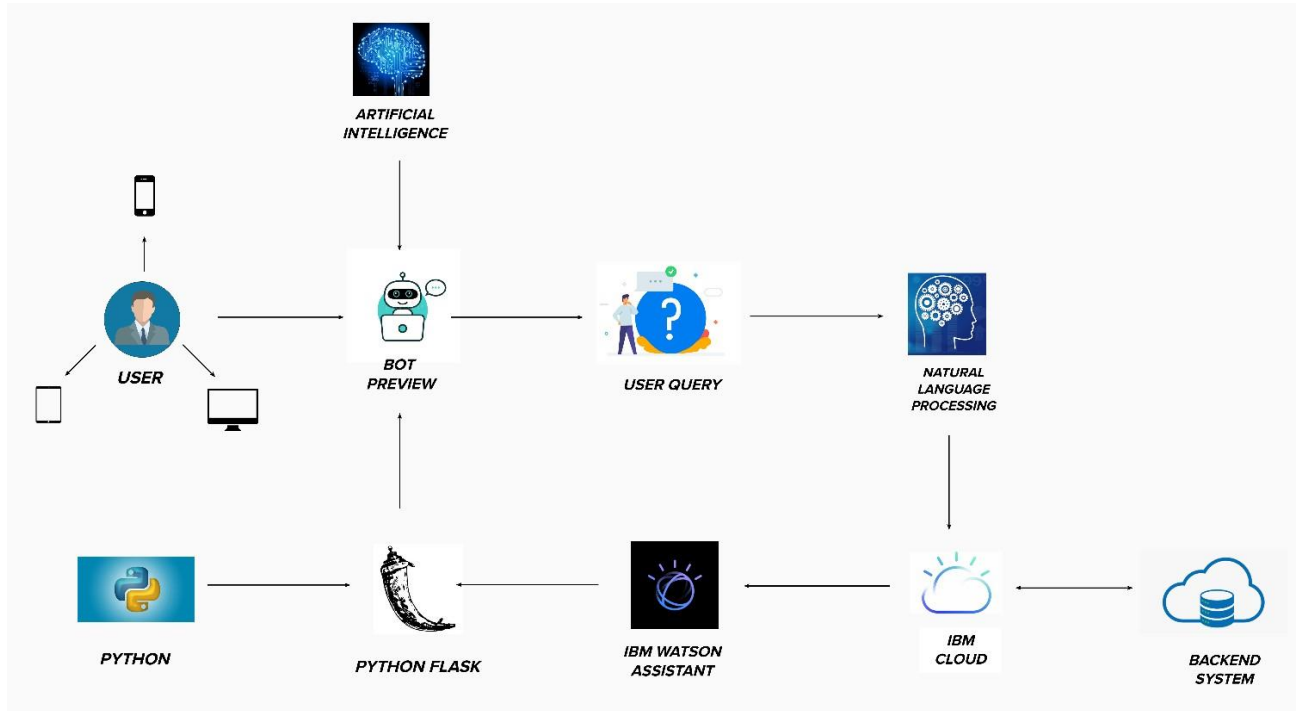 ARTIFICIAL
INTELLIGENCE
USER
BOT
PREVIEW
USER QUERY
NATURAL
LANGUAGE
PROCESSING
PYTHON
PYTHON FLASK
IBM WATSON
ASSISTANT
IBM
CLOUD
BACKEND
SYSTEM